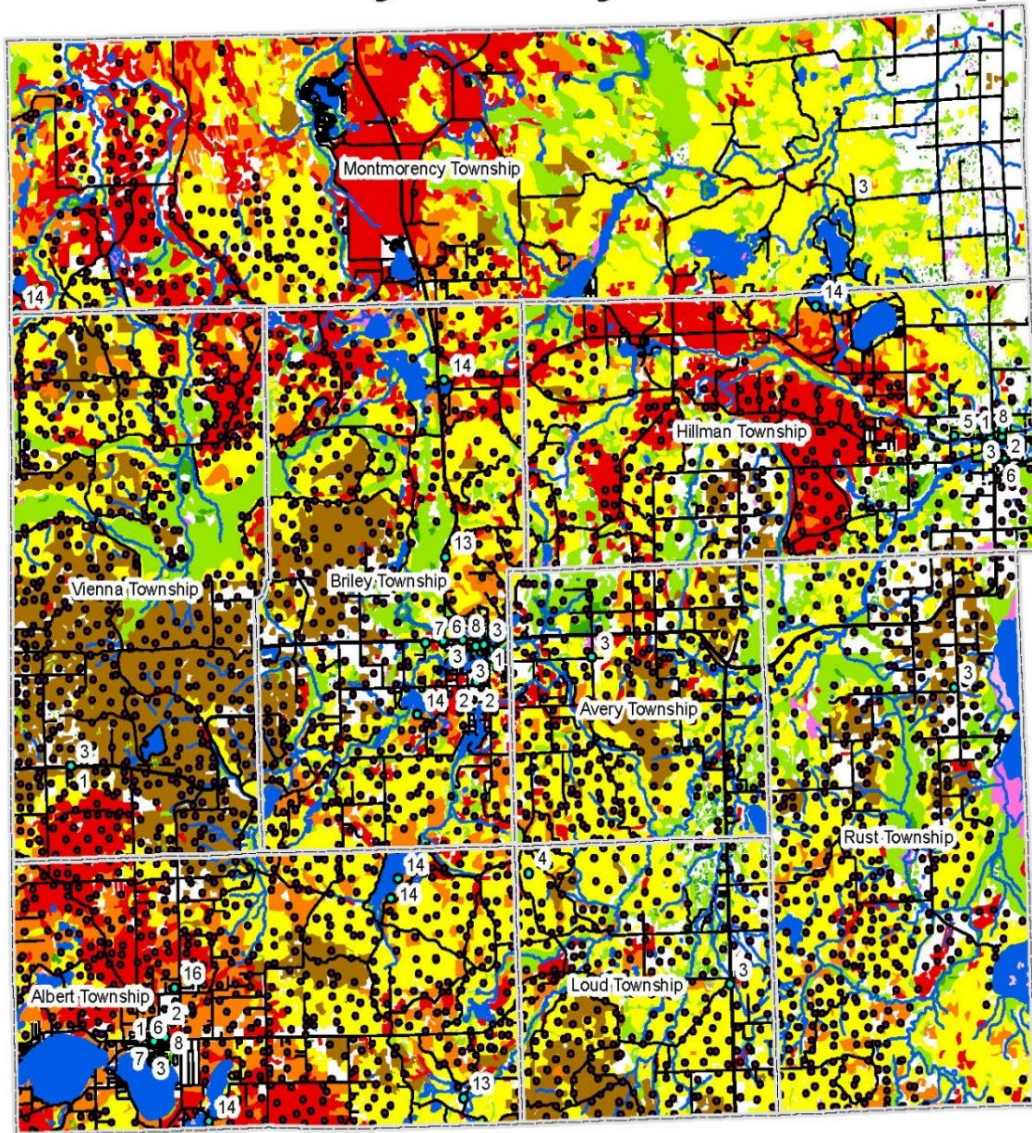 Montmorency Township
3
14
14
14
Hillman Township
5 1 8
3 2
6
13
Vienna Township
Briley Township
7 6 8 3
3 1
3
3
3
14 2 2
Avery Township
3
1
Rust Township
14
4
14
16
3
Albert Township
Loud Township
2
1 6
8
7 3
13
14